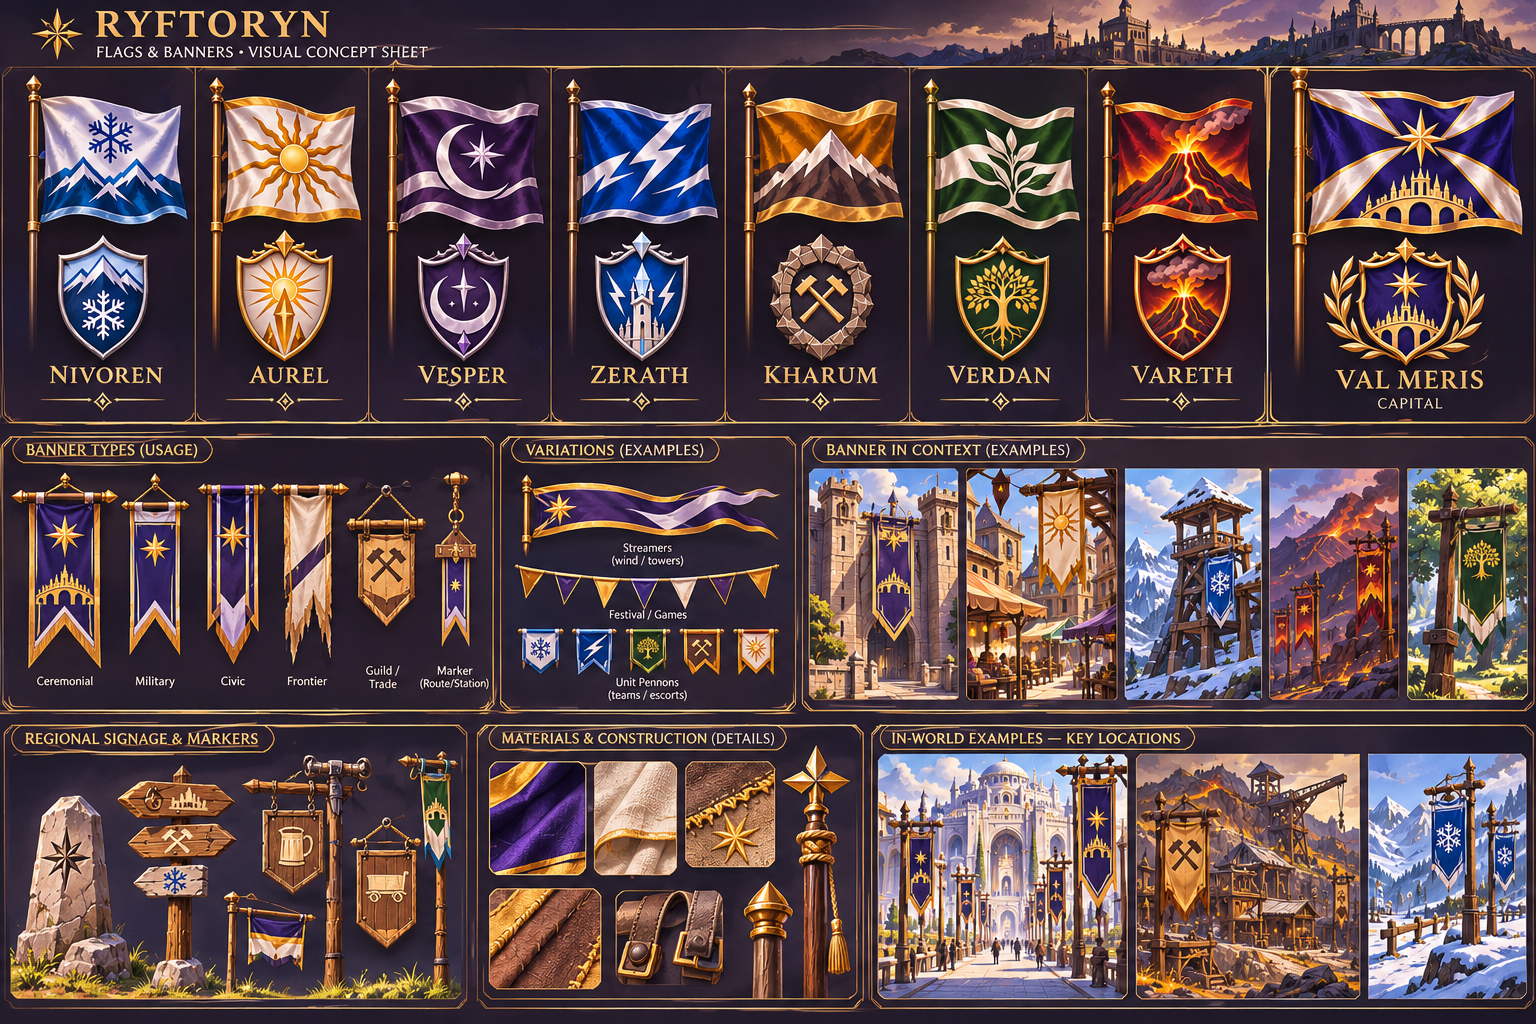 RYFTORYN
FLAGS & BANNERS • VISUAL CONCEPT SHEET
NIVOREN
AUREL
VESPER
ZERATH
KHARUM
VERDAN
VARETH
VAL MERIS
CAPITAL
BANNER TYPES (USAGE)
Ceremonial
Military
Civic
Frontier
Guild /
Trade
Marker
(Route/Station)
VARIATIONS (EXAMPLES)
Streamers
(wind / towers)
Festival / Games
Unit Pennons
(teams / escorts)
BANNER IN CONTEXT (EXAMPLES)
REGIONAL SIGNAGE & MARKERS
MATERIALS & CONSTRUCTION (DETAILS)
IN-WORLD EXAMPLES — KEY LOCATIONS